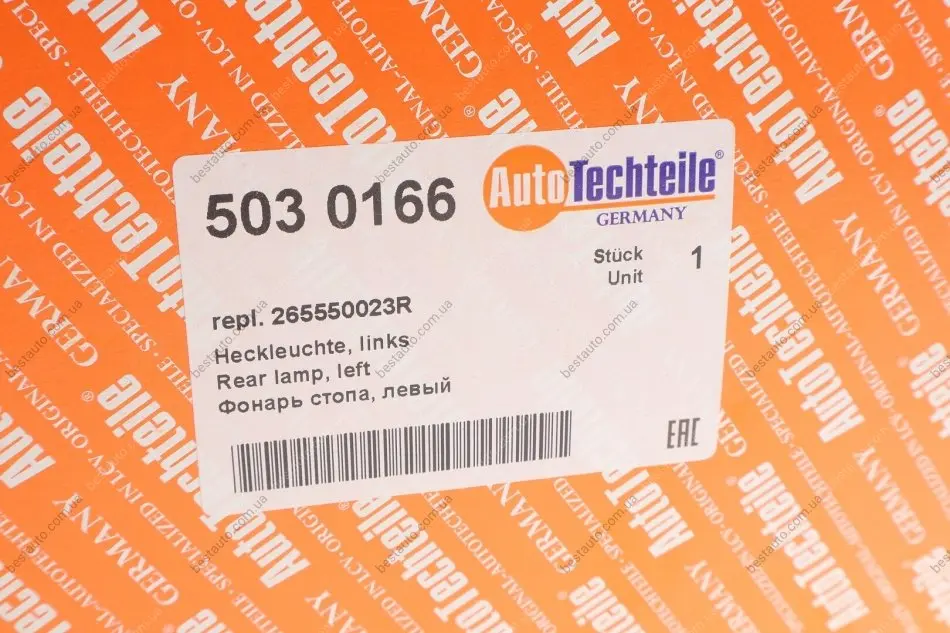 503 0166
AutoTechteile®
GERMANY
Stück 1
Unit
repl. 265550023R
Heckleuchte, links
Rear lamp, left
Фонарь стопа, левый
EAC
AutoTechteile
GERMANY
SPECIALIZED IN LCV · ORIGINAL-AUTOTECHTEILE ·
bestauto.com.ua